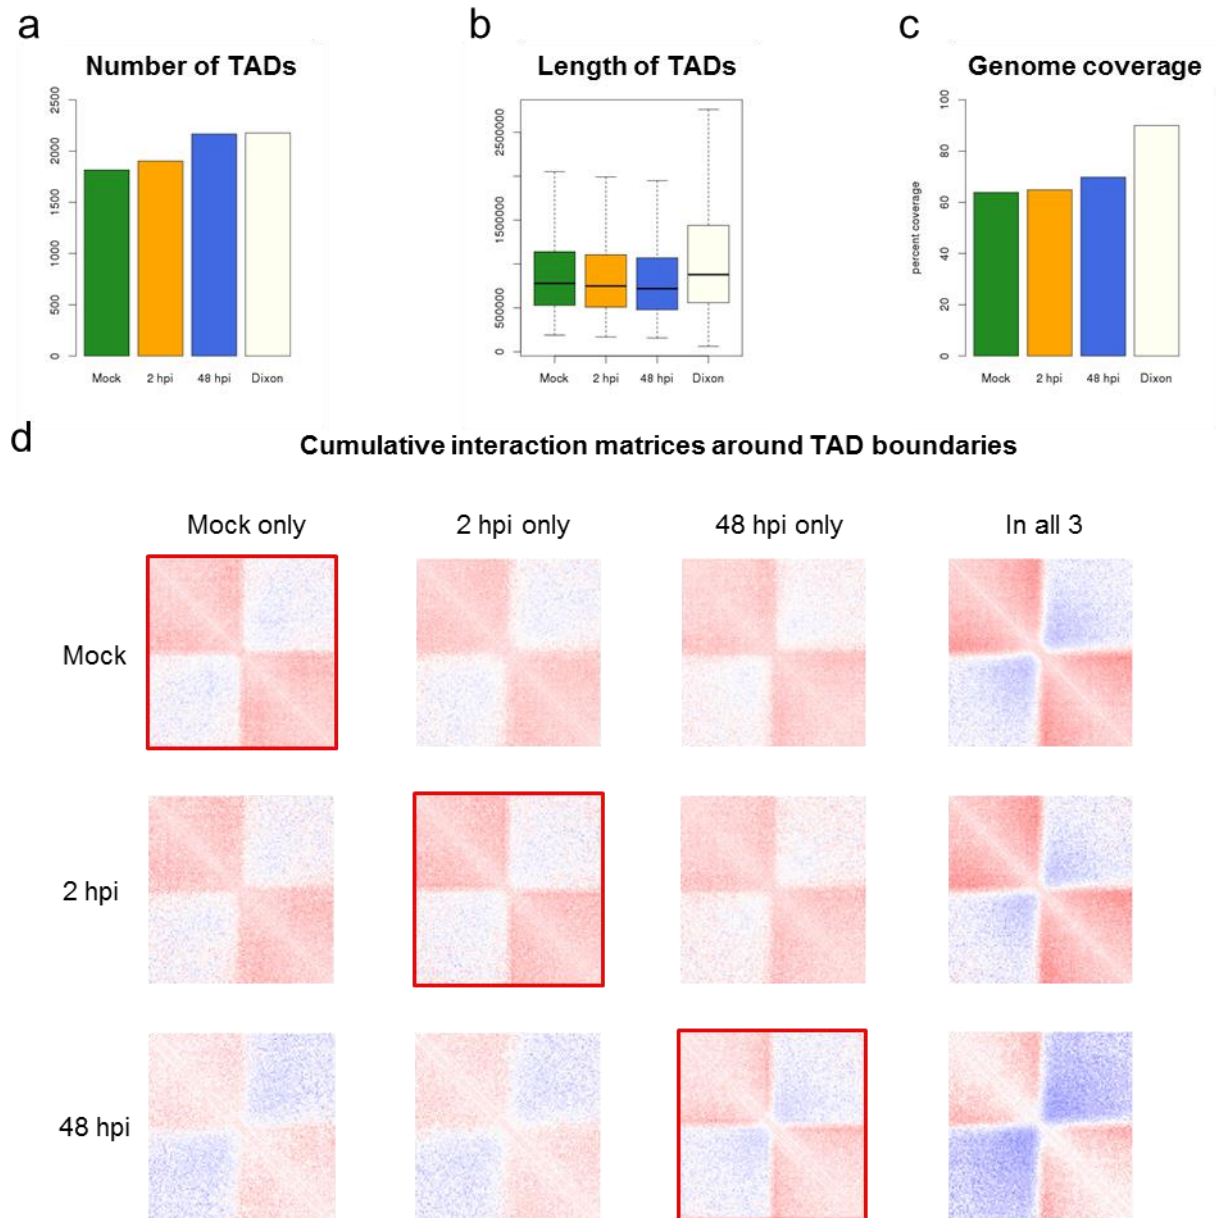 a
Number of TADs
2500
2000
1500
1000
500
0
Mock 2 hpi 48 hpi Dixon
b
Length of TADs
2500000
1500000
500000
0
Mock 2 hpi 48 hpi Dixon
c
Genome coverage
percent coverage
100
80
60
40
20
0
Mock 2 hpi 48 hpi Dixon
d
Cumulative interaction matrices around TAD boundaries
Mock only 2 hpi only 48 hpi only In all 3
Mock
2 hpi
48 hpi